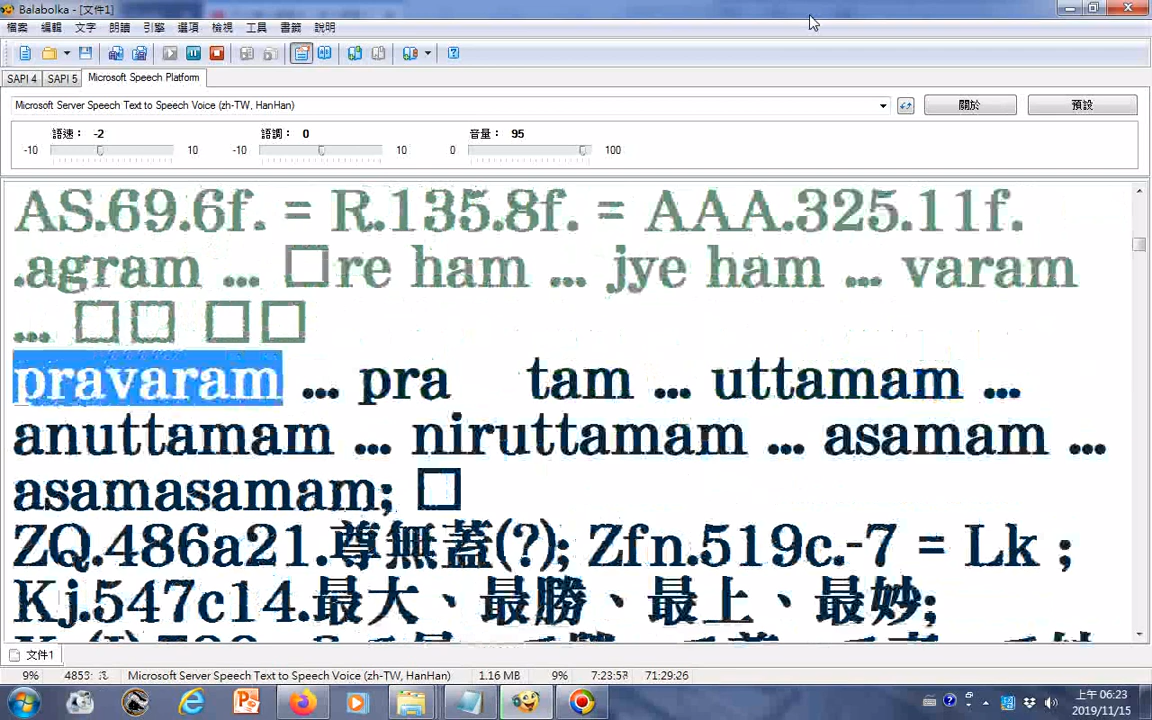 Balabolka - [文件1]
檔案 編輯 文字 朗讀 引擎 選項 檢視 工具 書籤 說明
SAPI 4 SAPI 5 Microsoft Speech Platform
Microsoft Server Speech Text to Speech Voice (zh-TW, HanHan) 關於 預設
語速： -2 語調： 0 音量： 95
-10 10 -10 10 0 100
AS.69.6f. = R.135.8f. = AAA.325.11f.
.agram ... □re ham ... jye ham ... varam
... □□ □□
pravaram ... pra tam ... uttamam ...
anuttamam ... niruttamam ... asamam ...
asamasamam; □
ZQ.486a21.尊無蓋(?); Zfn.519c.-7 = Lk ;
Kj.547c14.最大、最勝、最上、最妙;
文件1
9% 4853: Microsoft Server Speech Text to Speech Voice (zh-TW, HanHan) 1.16 MB 9% 7:23:53 71:29:26
上午 06:23
2019/11/15